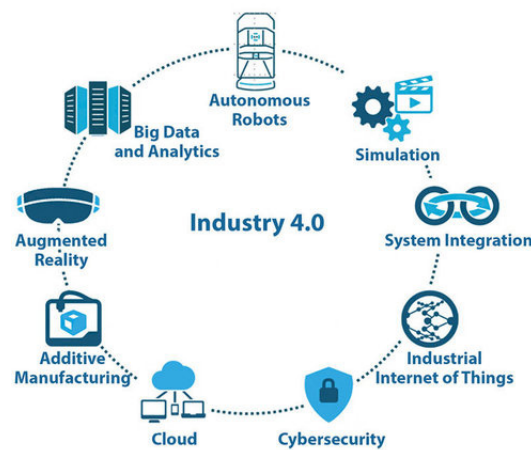 Autonomous
Robots
Big Data
and Analytics
Simulation
Industry 4.0
Augmented
Reality
System Integration
Additive
Manufacturing
Industrial
Internet of Things
Cloud
Cybersecurity